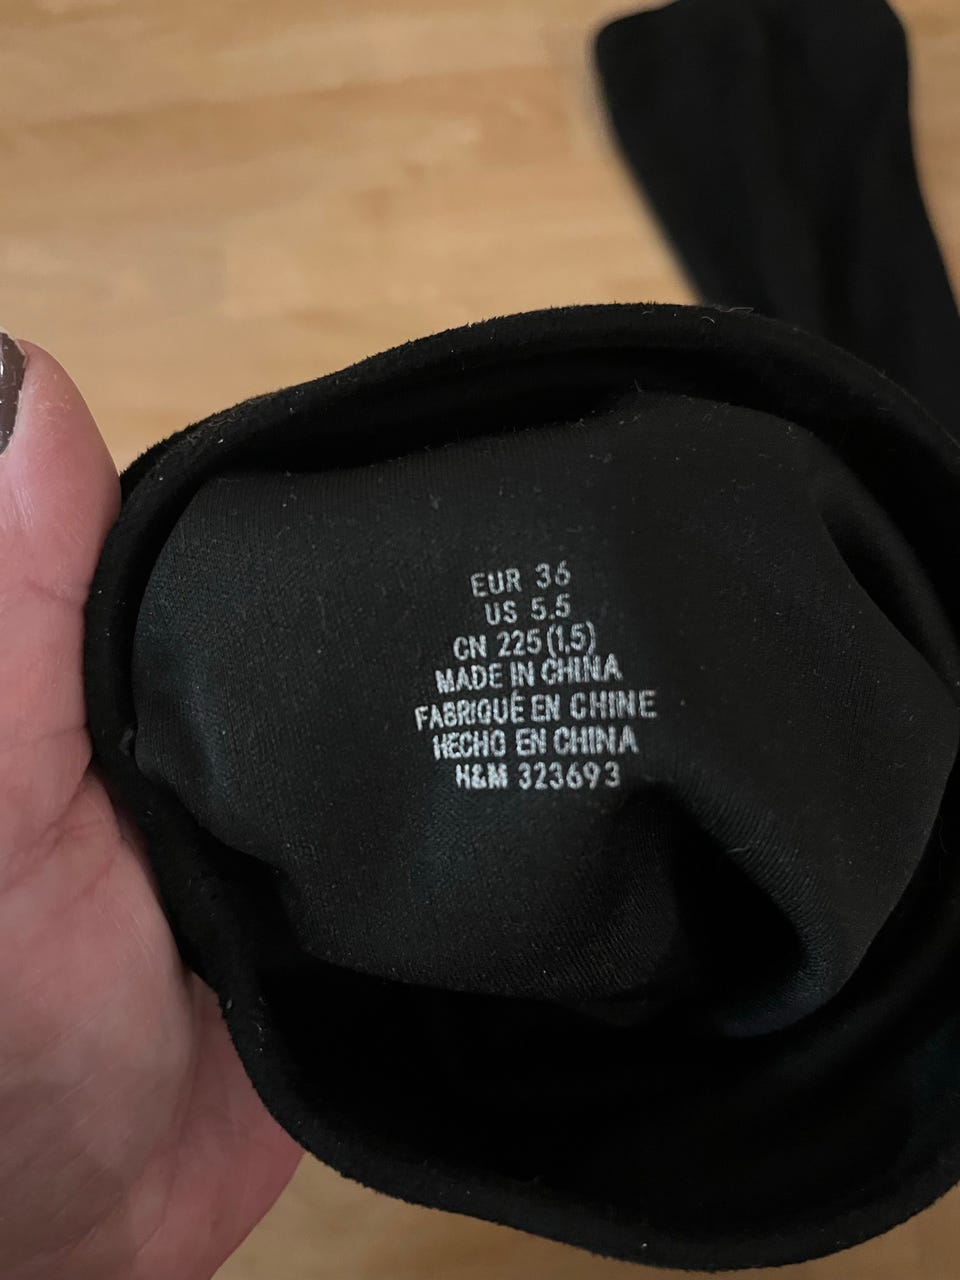 EUR 36
US 5.5
CN 225 (1.5)
MADE IN CHINA
FABRIQUÉ EN CHINE
HECHO EN CHINA
H&M 323693